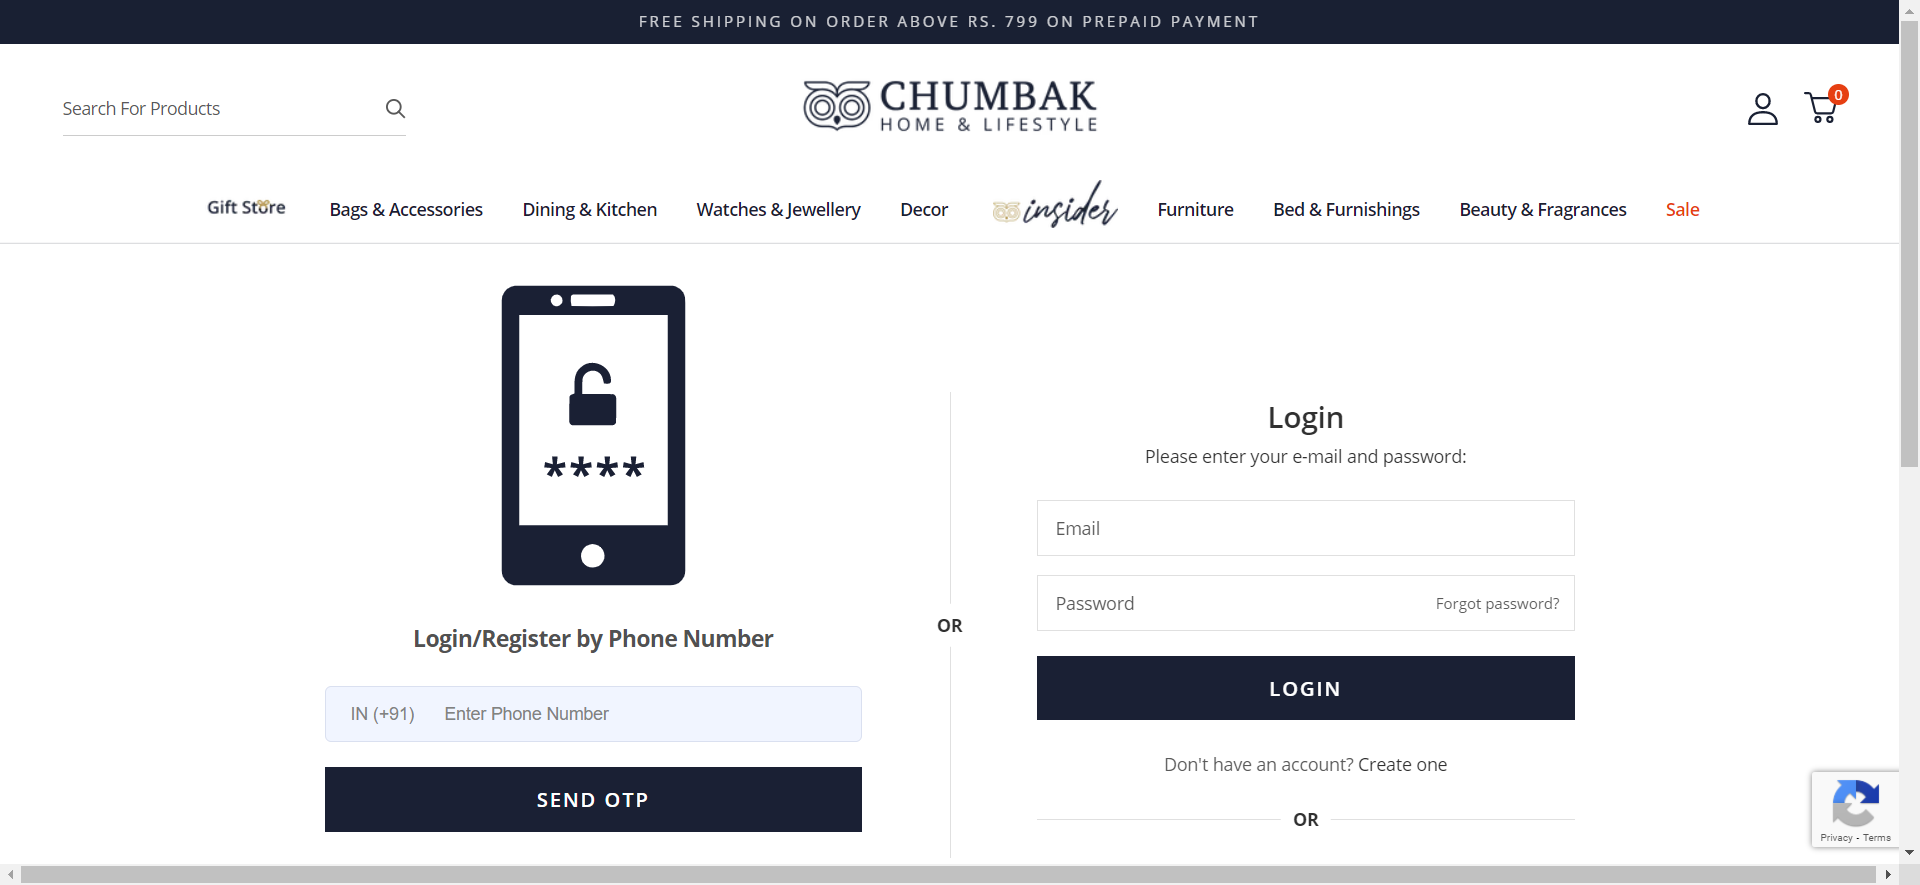 FREE SHIPPING ON ORDER ABOVE RS. 799 ON PREPAID PAYMENT
Search For Products
CHUMBAK
HOME & LIFESTYLE
0
Gift Store
Bags & Accessories
Dining & Kitchen
Watches & Jewellery
Decor
insider
Furniture
Bed & Furnishings
Beauty & Fragrances
Sale
****
Login/Register by Phone Number
IN (+91)
Enter Phone Number
SEND OTP
OR
Login
Please enter your e-mail and password:
Email
Password
Forgot password?
LOGIN
Don't have an account? Create one
OR
Privacy - Terms